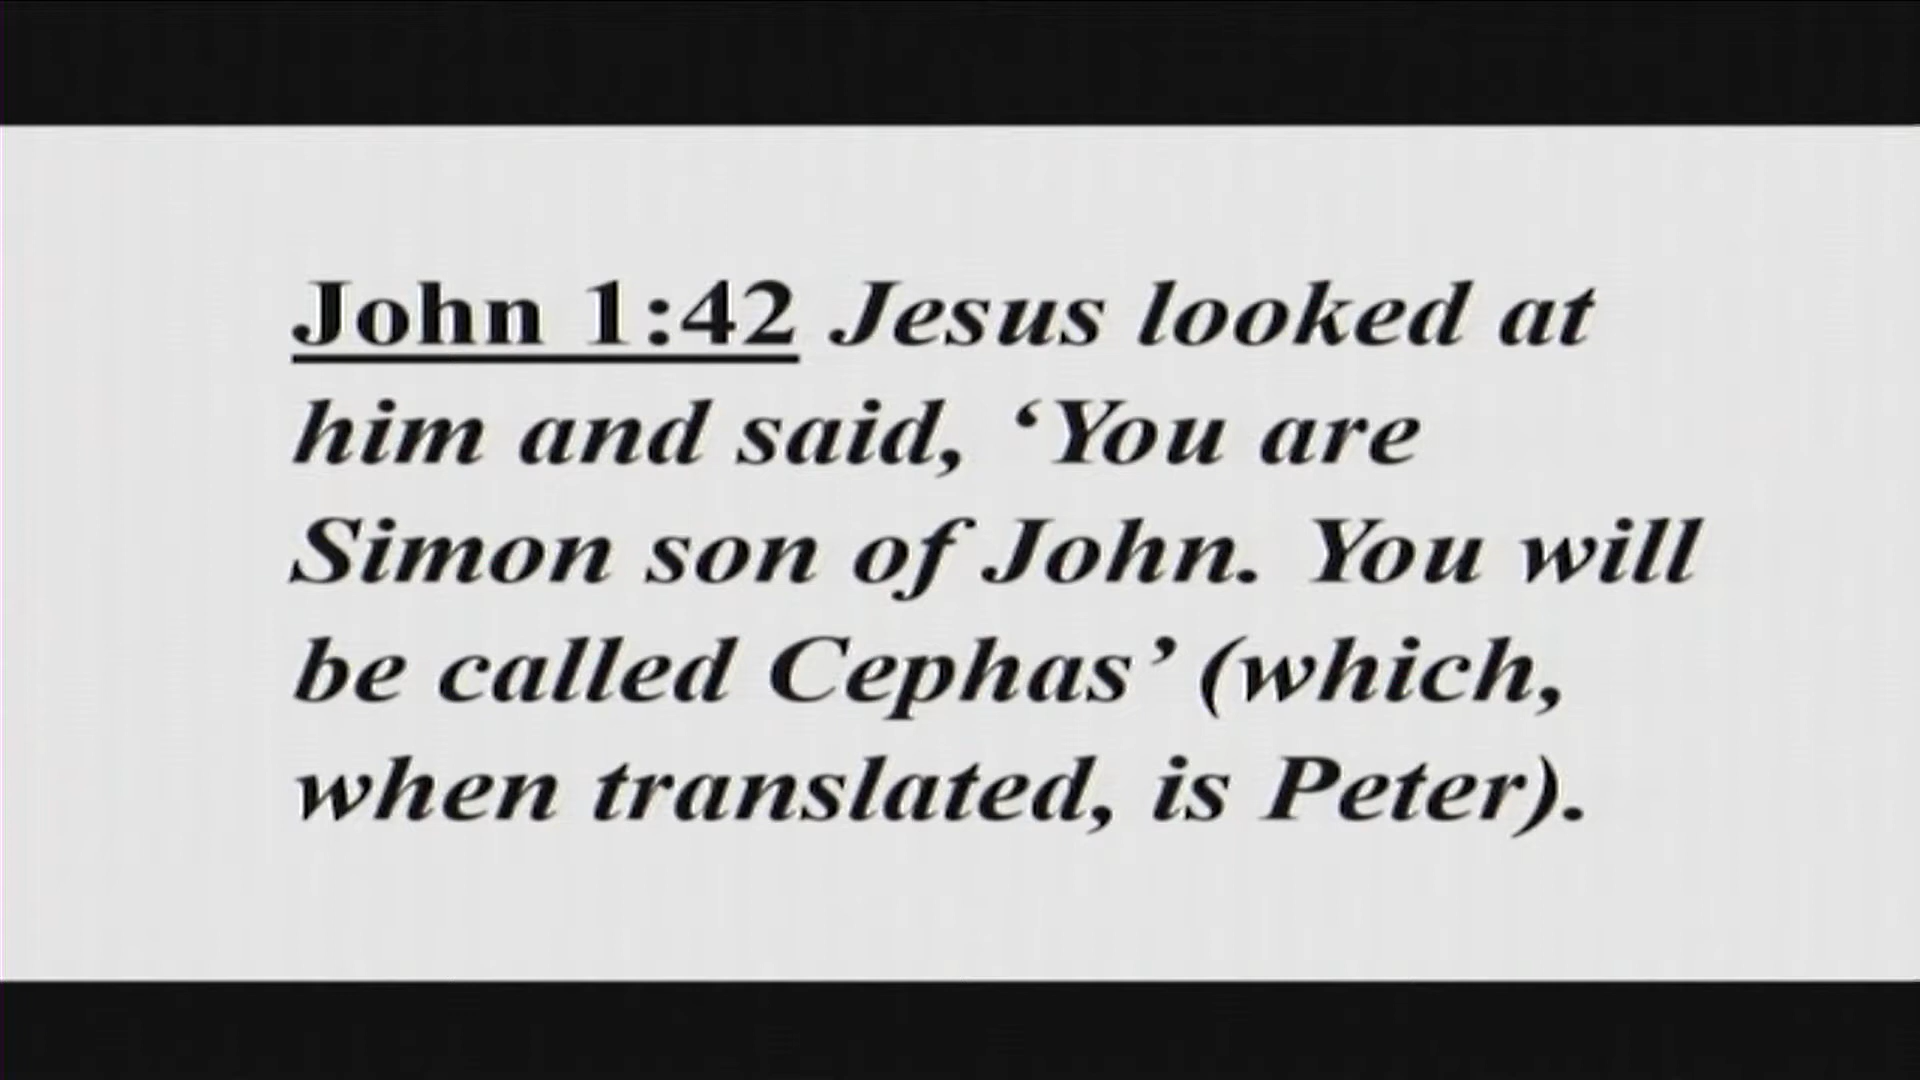 John 1:42 Jesus looked at
him and said, ‘You are
Simon son of John. You will
be called Cephas’ (which,
when translated, is Peter).